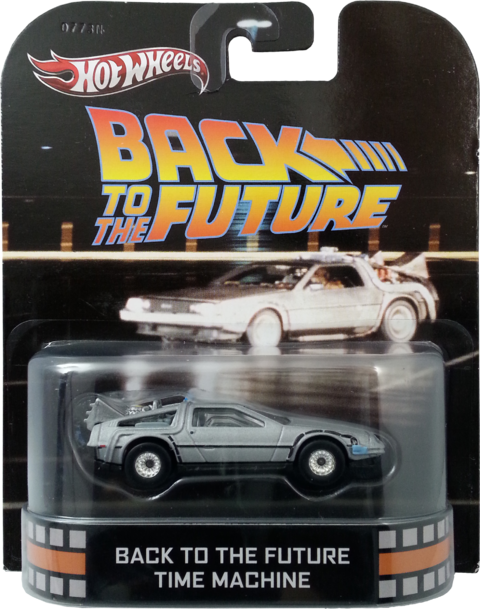 HOT WHEELS
BACK
TO
THE FUTURE
BACK TO THE FUTURE
TIME MACHINE